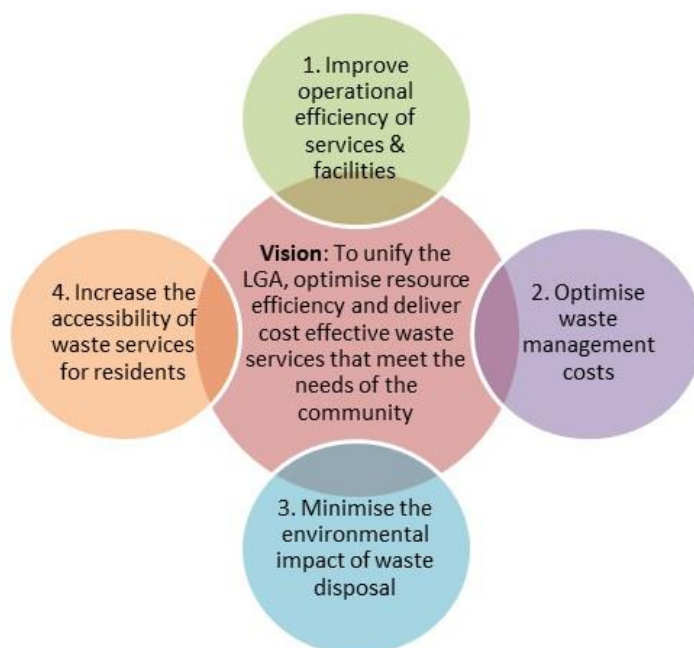 1. Improve
operational
efficiency of
services &
facilities
Vision: To unify the
LGA, optimise resource
efficiency and deliver
cost effective waste
services that meet the
needs of the
community
2. Optimise
waste
management
costs
3. Minimise the
environmental
impact of waste
disposal
4. Increase the
accessibility of
waste services
for residents